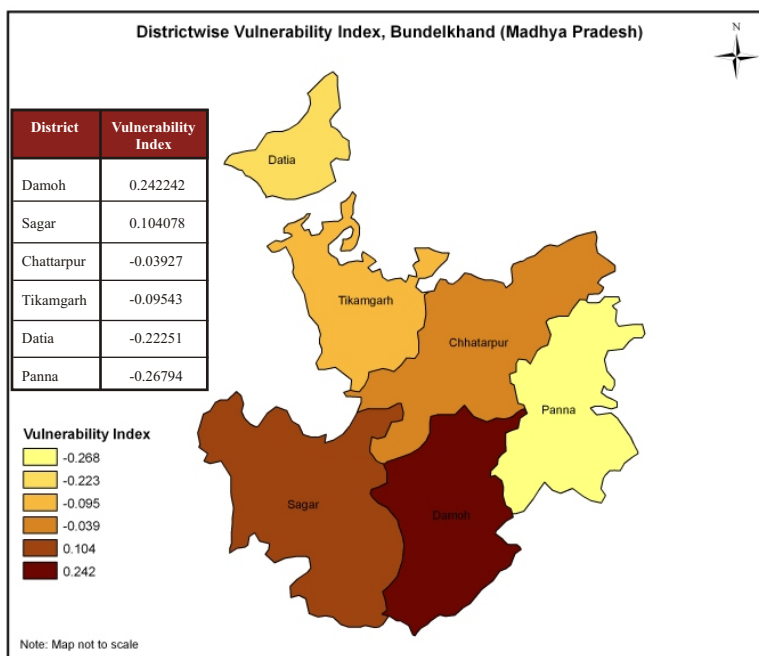 Districtwise Vulnerability Index, Bundelkhand (Madhya Pradesh)
N
District Vulnerability
Index
Damoh 0.242242
Sagar 0.104078
Chattarpur -0.03927
Tikamgarh -0.09543
Datia -0.22251
Panna -0.26794
Datia
Tikamgarh
Chhatarpur
Panna
Sagar
Damoh
Vulnerability Index
-0.268
-0.223
-0.095
-0.039
0.104
0.242
Note: Map not to scale